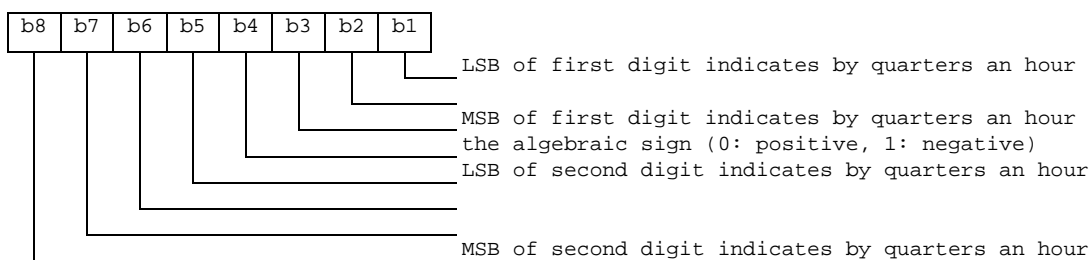 b8 b7 b6 b5 b4 b3 b2 b1
LSB of first digit indicates by quarters an hour
MSB of first digit indicates by quarters an hour
the algebraic sign (0: positive, 1: negative)
LSB of second digit indicates by quarters an hour
MSB of second digit indicates by quarters an hour